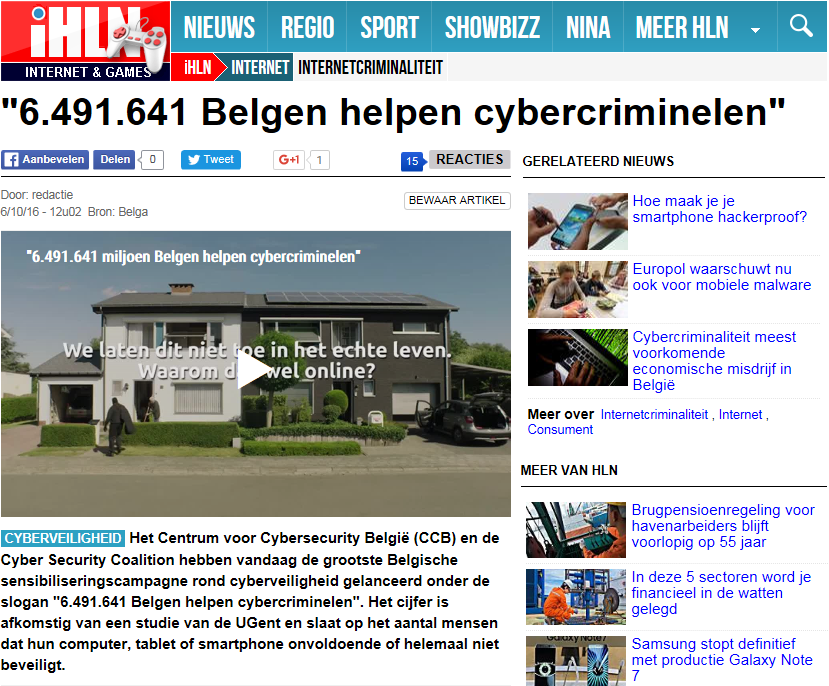 iHLN
INTERNET & GAMES
NIEUWS REGIO SPORT SHOWBIZZ NINA MEER HLN
iHLN INTERNET INTERNETCRIMINALITEIT
"6.491.641 Belgen helpen cybercriminelen"
Aanbevelen Delen 0 Tweet G+1 1 15 REACTIES
Door: redactie
6/10/16 - 12u02 Bron: Belga
BEWAAR ARTIKEL
"6.491.641 miljoen Belgen helpen cybercriminelen"
We laten dit niet toe in het echte leven.
Waarom wel online?
CYBERVEILIGHEID Het Centrum voor Cybersecurity België (CCB) en de
Cyber Security Coalition hebben vandaag de grootste Belgische
sensibiliseringscampagne rond cyberveiligheid gelanceerd onder de
slogan "6.491.641 Belgen helpen cybercriminelen". Het cijfer is
afkomstig van een studie van de UGent en slaat op het aantal mensen
dat hun computer, tablet of smartphone onvoldoende of helemaal niet
beveiligt.
GERELATEERD NIEUWS
Hoe maak je je
smartphone hackerproof?
Europol waarschuwt nu
ook voor mobiele malware
Cybercriminaliteit meest
voorkomende
economische misdrijf in
België
Meer over Internetcriminaliteit , Internet ,
Consument
MEER VAN HLN
Brugpensioenregeling voor
havenarbeiders blijft
voorlopig op 55 jaar
In deze 5 sectoren word je
financieel in de watten
gelegd
Galaxy Note7
Samsung stopt definitief
met productie Galaxy Note
7